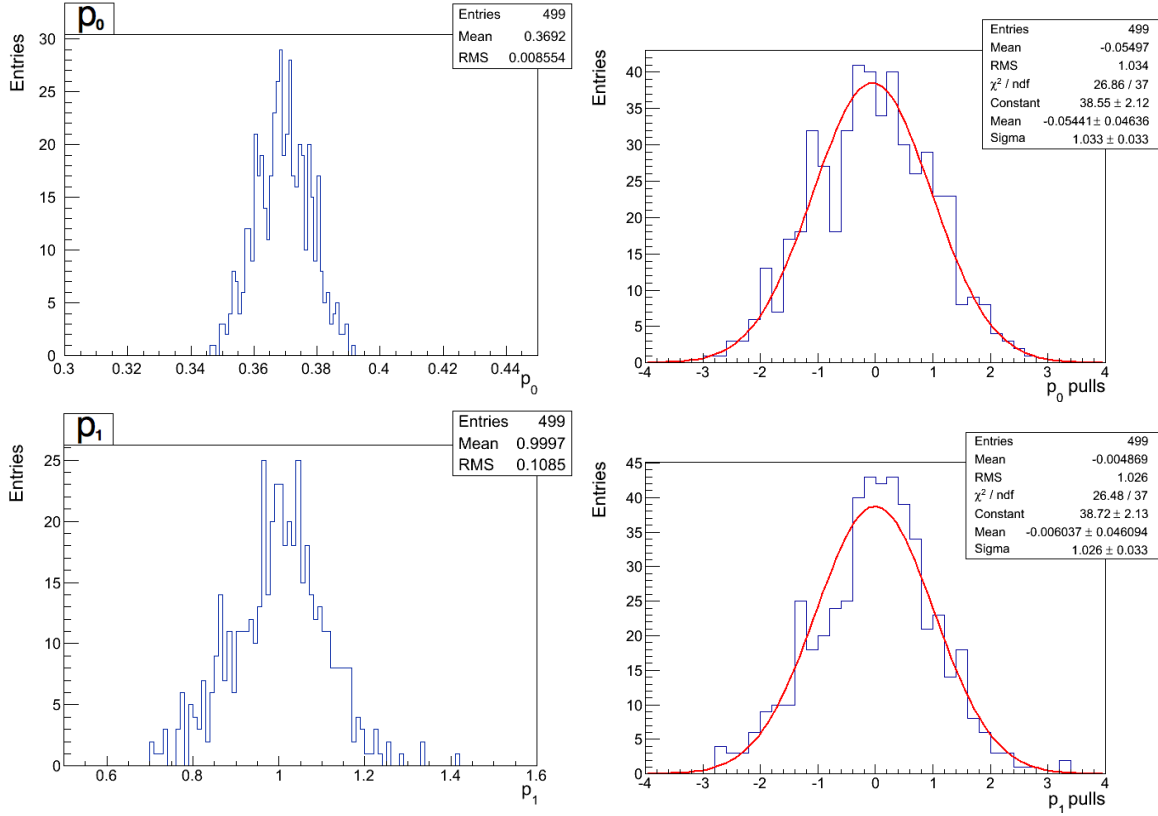 p0
Entries 499
Mean 0.3692
RMS 0.008554
Entries
30
25
20
15
10
5
0
0.3 0.32 0.34 0.36 0.38 0.4 0.42 0.44
p0
Entries 499
Mean -0.05497
RMS 1.034
χ² / ndf 26.86 / 37
Constant 38.55 ± 2.12
Mean -0.05441 ± 0.04636
Sigma 1.033 ± 0.033
Entries
40
35
30
25
20
15
10
5
0
-4 -3 -2 -1 0 1 2 3 4
p0 pulls
p1
Entries 499
Mean 0.9997
RMS 0.1085
Entries
25
20
15
10
5
0
0.6 0.8 1 1.2 1.4 1.6
p1
Entries 499
Mean -0.004869
RMS 1.026
χ² / ndf 26.48 / 37
Constant 38.72 ± 2.13
Mean -0.006037 ± 0.046094
Sigma 1.026 ± 0.033
Entries
45
40
35
30
25
20
15
10
5
0
-4 -3 -2 -1 0 1 2 3 4
p1 pulls